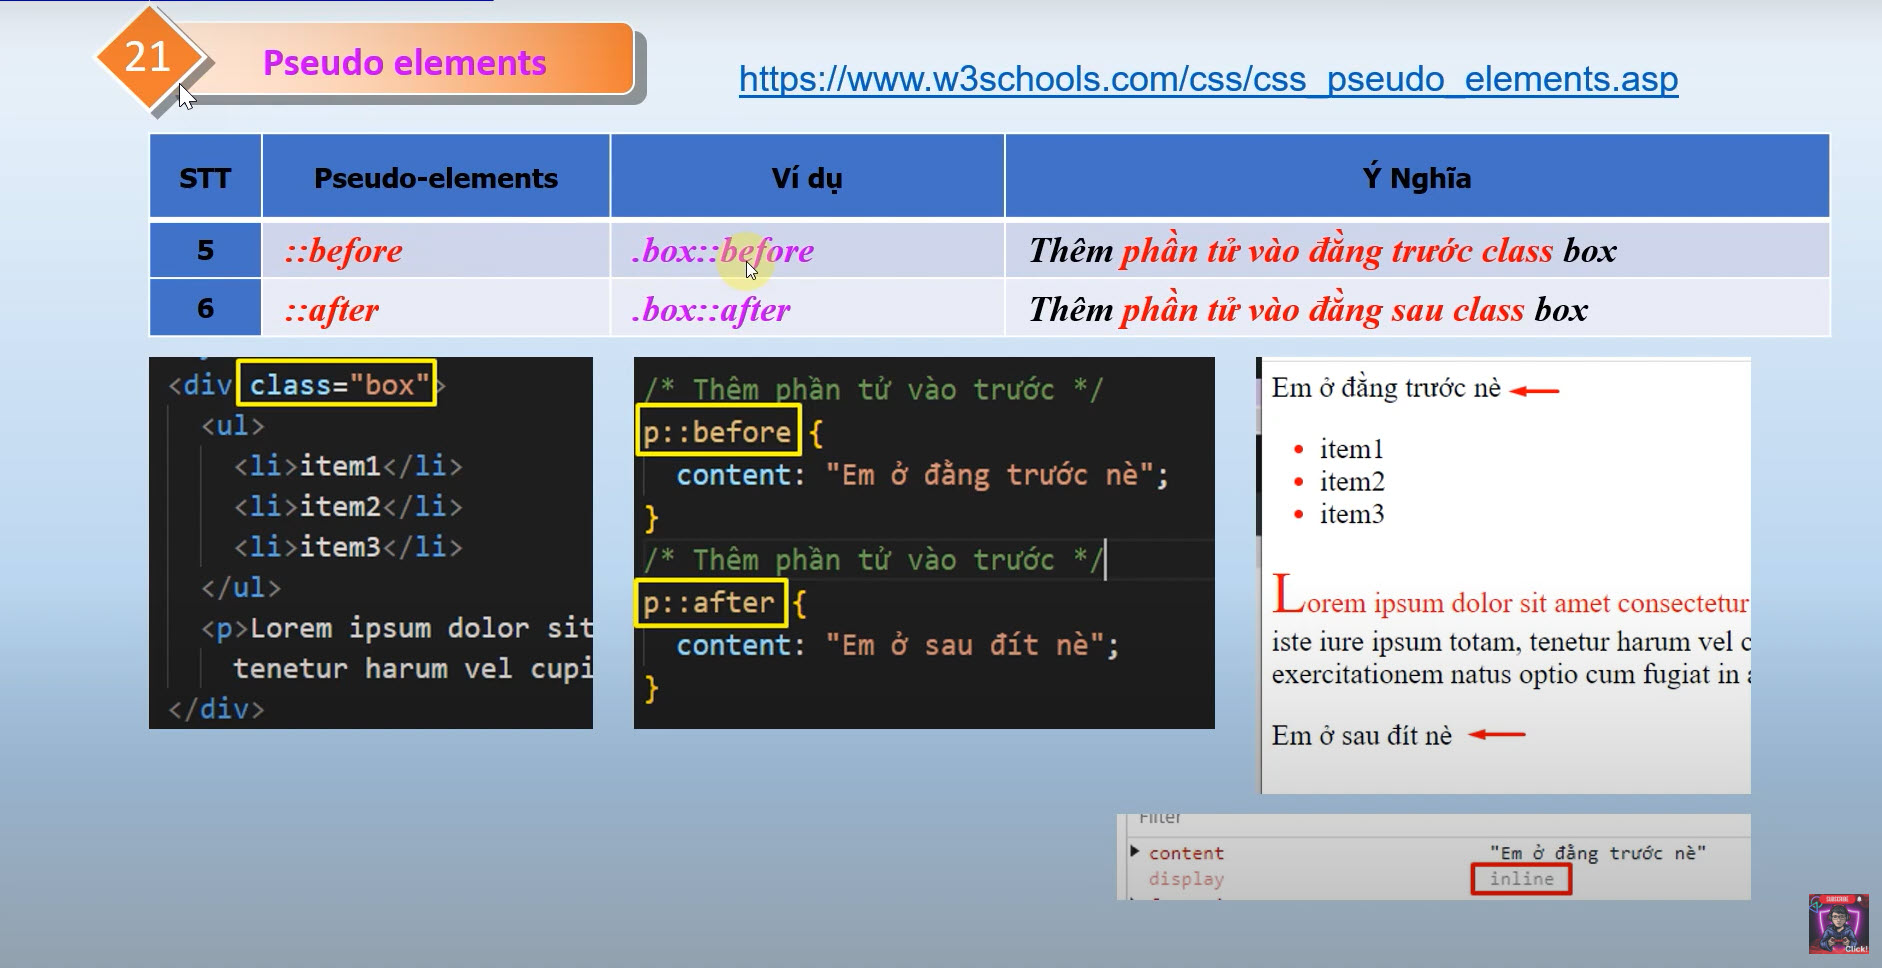 21
Pseudo elements
https://www.w3schools.com/css/css_pseudo_elements.asp
STT Pseudo-elements Ví dụ Ý Nghĩa
5 ::before .box::before Thêm phần tử vào đằng trước class box
6 ::after .box::after Thêm phần tử vào đằng sau class box
<div class="box">
<ul>
<li>item1</li>
<li>item2</li>
<li>item3</li>
</ul>
<p>Lorem ipsum dolor sit
tenetur harum vel cupi
</div>
/* Thêm phần tử vào trước */
p::before {
content: "Em ở đằng trước nè";
}
/* Thêm phần tử vào trước */
p::after {
content: "Em ở sau đít nè";
}
Em ở đằng trước nè
item1
item2
item3
Lorem ipsum dolor sit amet consectetur
iste iure ipsum totam, tenetur harum vel c
exercitationem natus optio cum fugiat in a
Em ở sau đít nè
Filter
content "Em ở đằng trước nè"
display inline
SUBSCRIBE
Click!